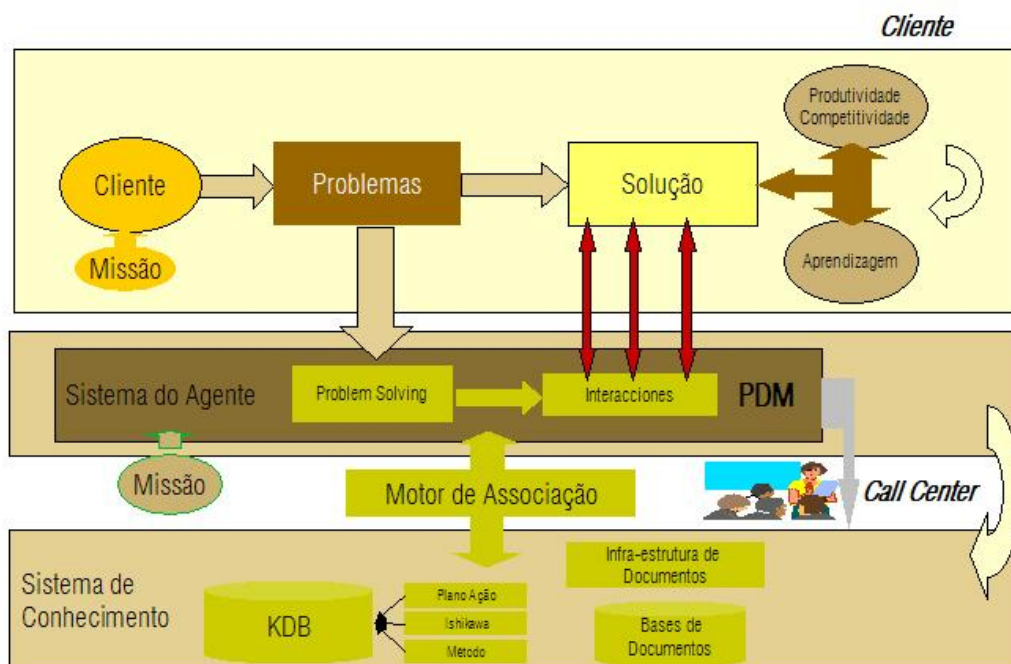 Cliente
Produtividade
Competitividade
Cliente
Problemas
Solução
Missão
Aprendizagem
Sistema do Agente
Problem Solving
Interacciones
PDM
Missão
Motor de Associação
Call Center
Sistema de
Conhecimento
KDB
Plano Ação
Ishikawa
Método
Infra-estrutura de
Documentos
Bases de
Documentos